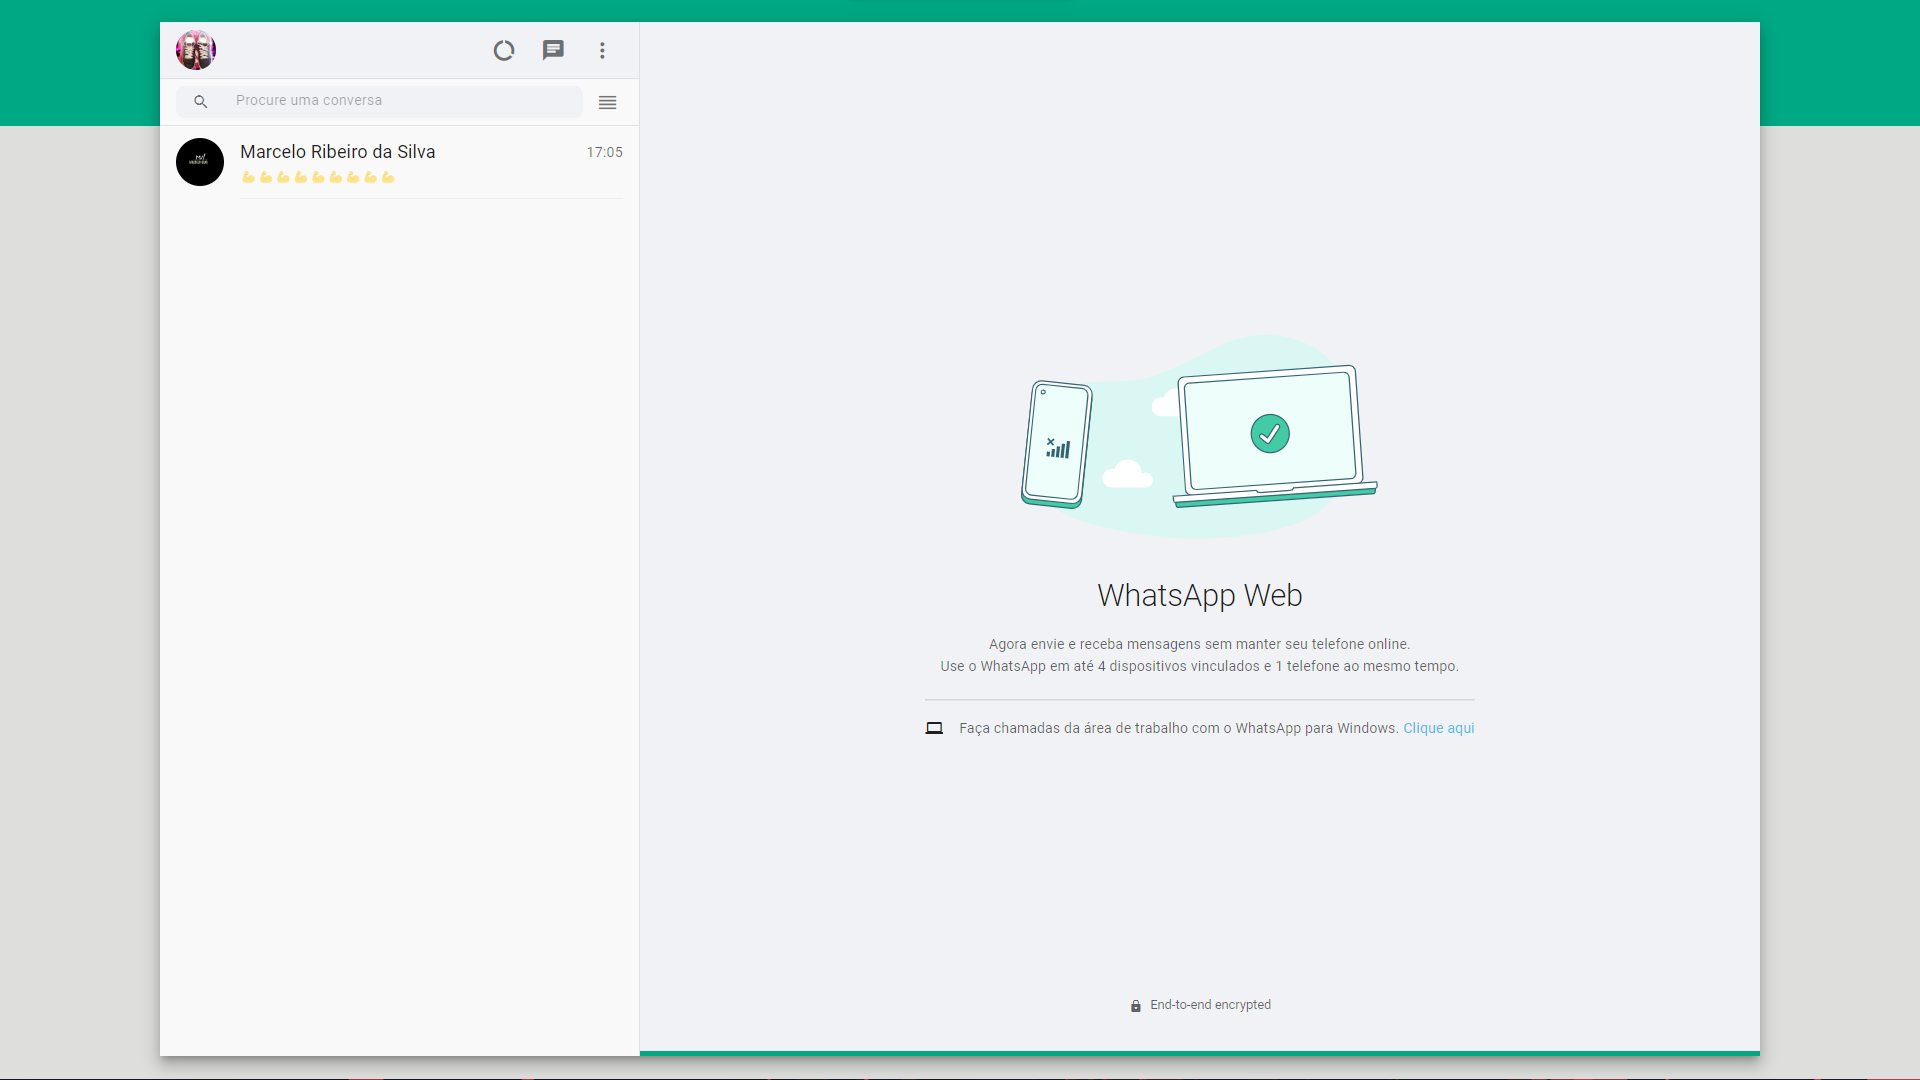 Procure uma conversa
Marcelo Ribeiro da Silva
17:05
💪💪💪💪💪💪💪💪💪
WhatsApp Web
Agora envie e receba mensagens sem manter seu telefone online.
Use o WhatsApp em até 4 dispositivos vinculados e 1 telefone ao mesmo tempo.
Faça chamadas da área de trabalho com o WhatsApp para Windows. Clique aqui
End-to-end encrypted